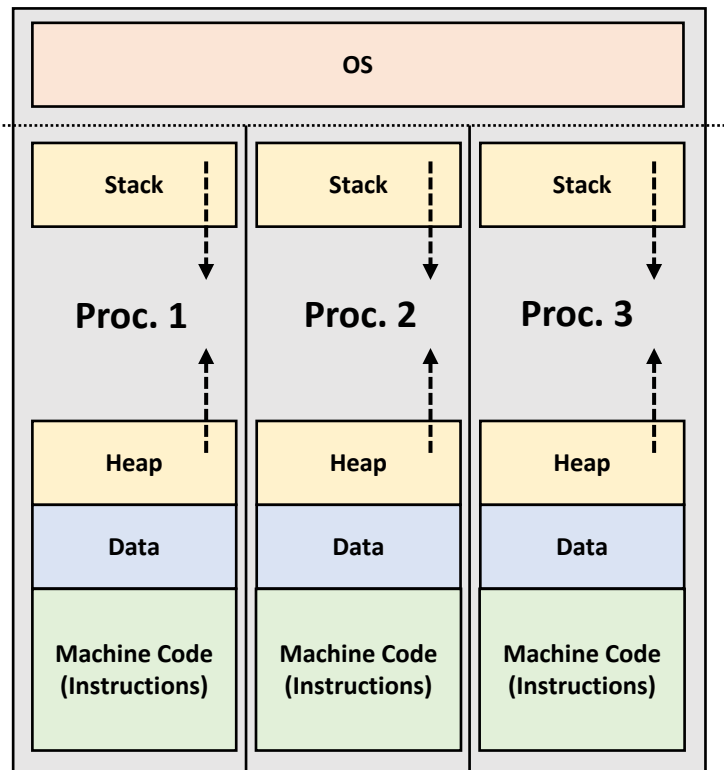 OS
Stack
Stack
Stack
Proc. 1
Proc. 2
Proc. 3
Heap
Heap
Heap
Data
Data
Data
Machine Code
(Instructions)
Machine Code
(Instructions)
Machine Code
(Instructions)